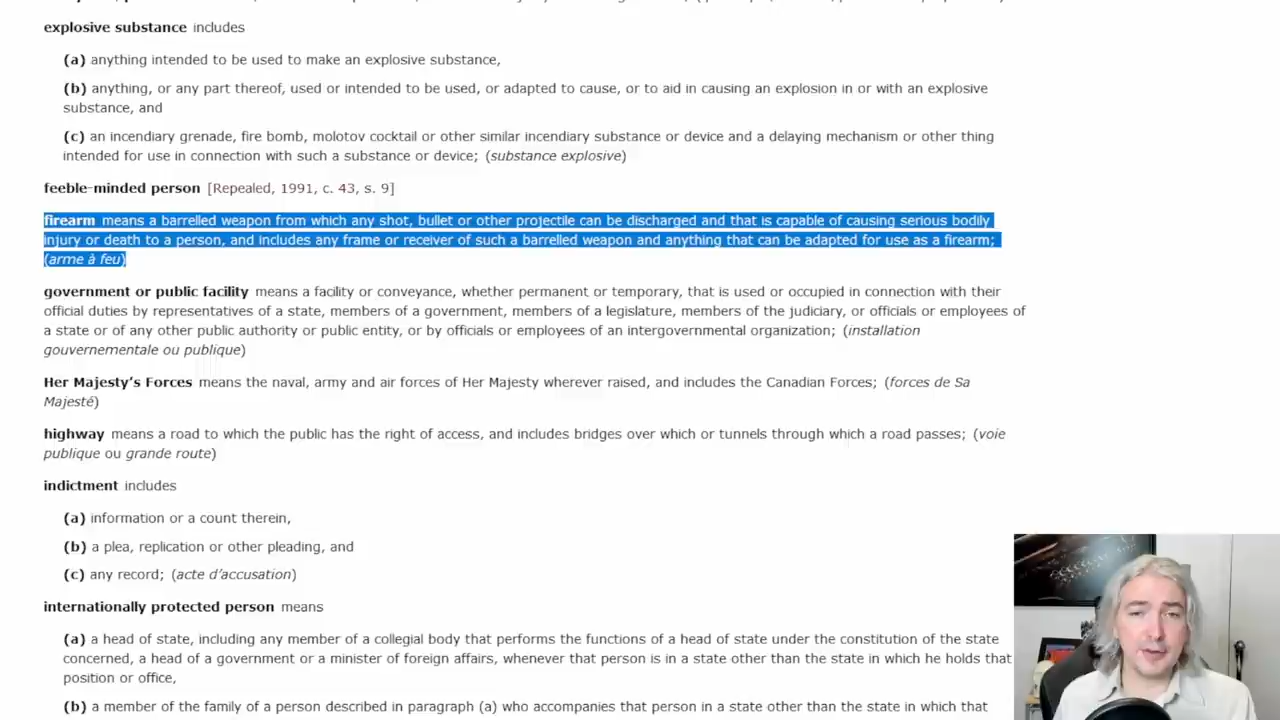 explosive substance includes
(a) anything intended to be used to make an explosive substance,
(b) anything, or any part thereof, used or intended to be used, or adapted to cause, or to aid in causing an explosion in or with an explosive
substance, and
(c) an incendiary grenade, fire bomb, molotov cocktail or other similar incendiary substance or device and a delaying mechanism or other thing
intended for use in connection with such a substance or device; (substance explosive)
feeble-minded person [Repealed, 1991, c. 43, s. 9]
firearm means a barrelled weapon from which any shot, bullet or other projectile can be discharged and that is capable of causing serious bodily
injury or death to a person, and includes any frame or receiver of such a barrelled weapon and anything that can be adapted for use as a firearm;
(arme à feu)
government or public facility means a facility or conveyance, whether permanent or temporary, that is used or occupied in connection with their
official duties by representatives of a state, members of a government, members of a legislature, members of the judiciary, or officials or employees of
a state or of any other public authority or public entity, or by officials or employees of an intergovernmental organization; (installation
gouvernementale ou publique)
Her Majesty's Forces means the naval, army and air forces of Her Majesty wherever raised, and includes the Canadian Forces; (forces de Sa
Majesté)
highway means a road to which the public has the right of access, and includes bridges over which or tunnels through which a road passes; (voie
publique ou grande route)
indictment includes
(a) information or a count therein,
(b) a plea, replication or other pleading, and
(c) any record; (acte d'accusation)
internationally protected person means
(a) a head of state, including any member of a collegial body that performs the functions of a head of state under the constitution of the state
concerned, a head of a government or a minister of foreign affairs, whenever that person is in a state other than the state in which he holds that
position or office,
(b) a member of the family of a person described in paragraph (a) who accompanies that person in a state other than the state in which that